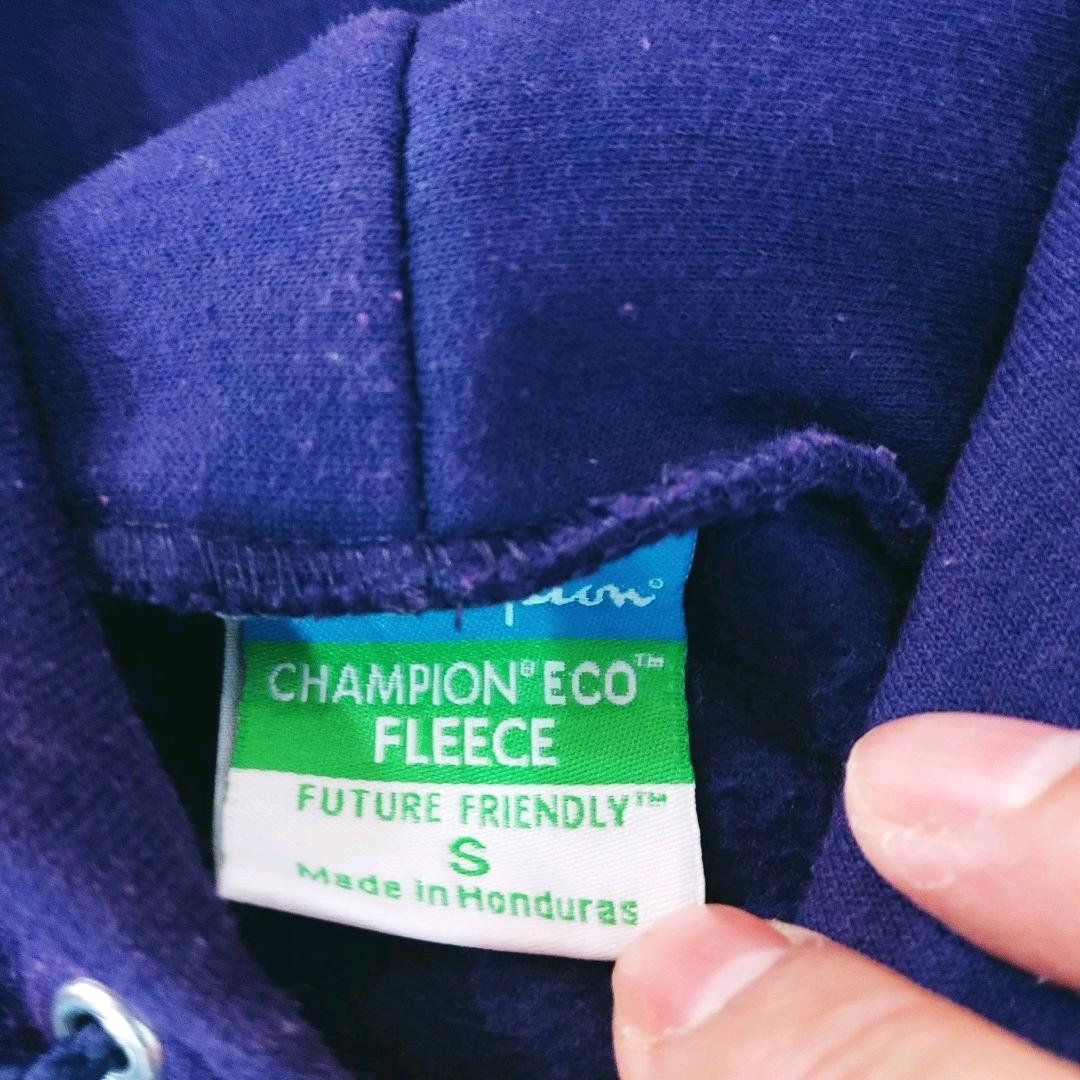 CHAMPION® ECO™
FLEECE
FUTURE FRIENDLY™
S
Made in Honduras